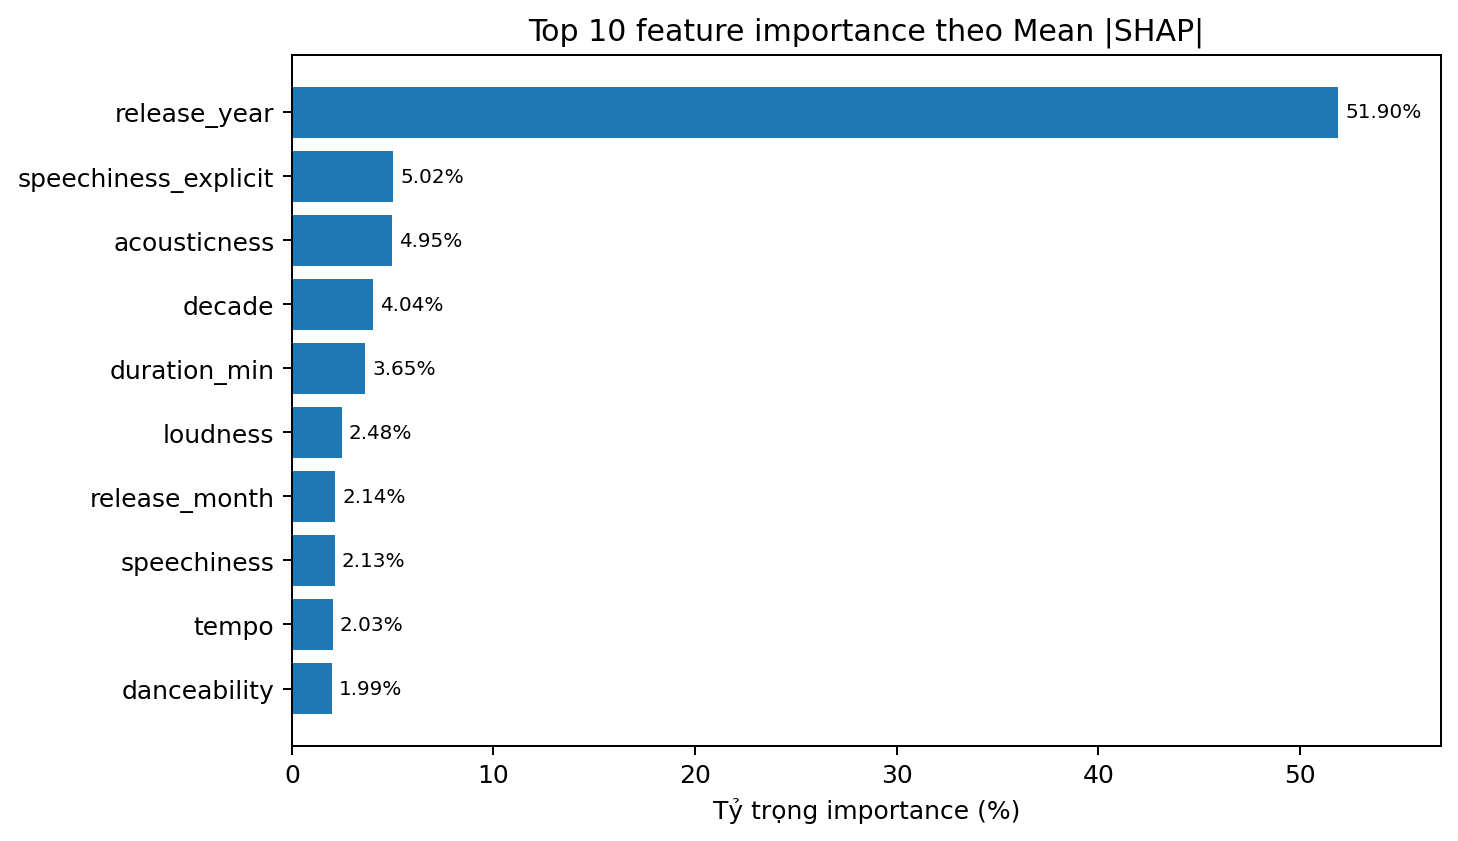 Top 10 feature importance theo Mean |SHAP|
release_year 51.90%
speechiness_explicit 5.02%
acousticness 4.95%
decade 4.04%
duration_min 3.65%
loudness 2.48%
release_month 2.14%
speechiness 2.13%
tempo 2.03%
danceability 1.99%
0 10 20 30 40 50
Tỷ trọng importance (%)